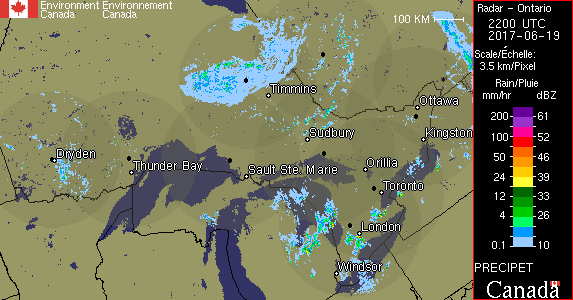 Environment Environnement
Canada Canada
100 KM
Radar - Ontario
2200 UTC
2017-06-19
Scale/Échelle:
3.5 km/Pixel
Rain/Pluie
mm/hr dBZ
200 61
100 56
50 50
24 39
12 33
4 26
0.1 10
PRECIPET
Canada
Timmins
Ottawa
Sudbury
Kingston
Dryden
Thunder Bay
Sault Ste. Marie
Orillia
Toronto
London
Windsor